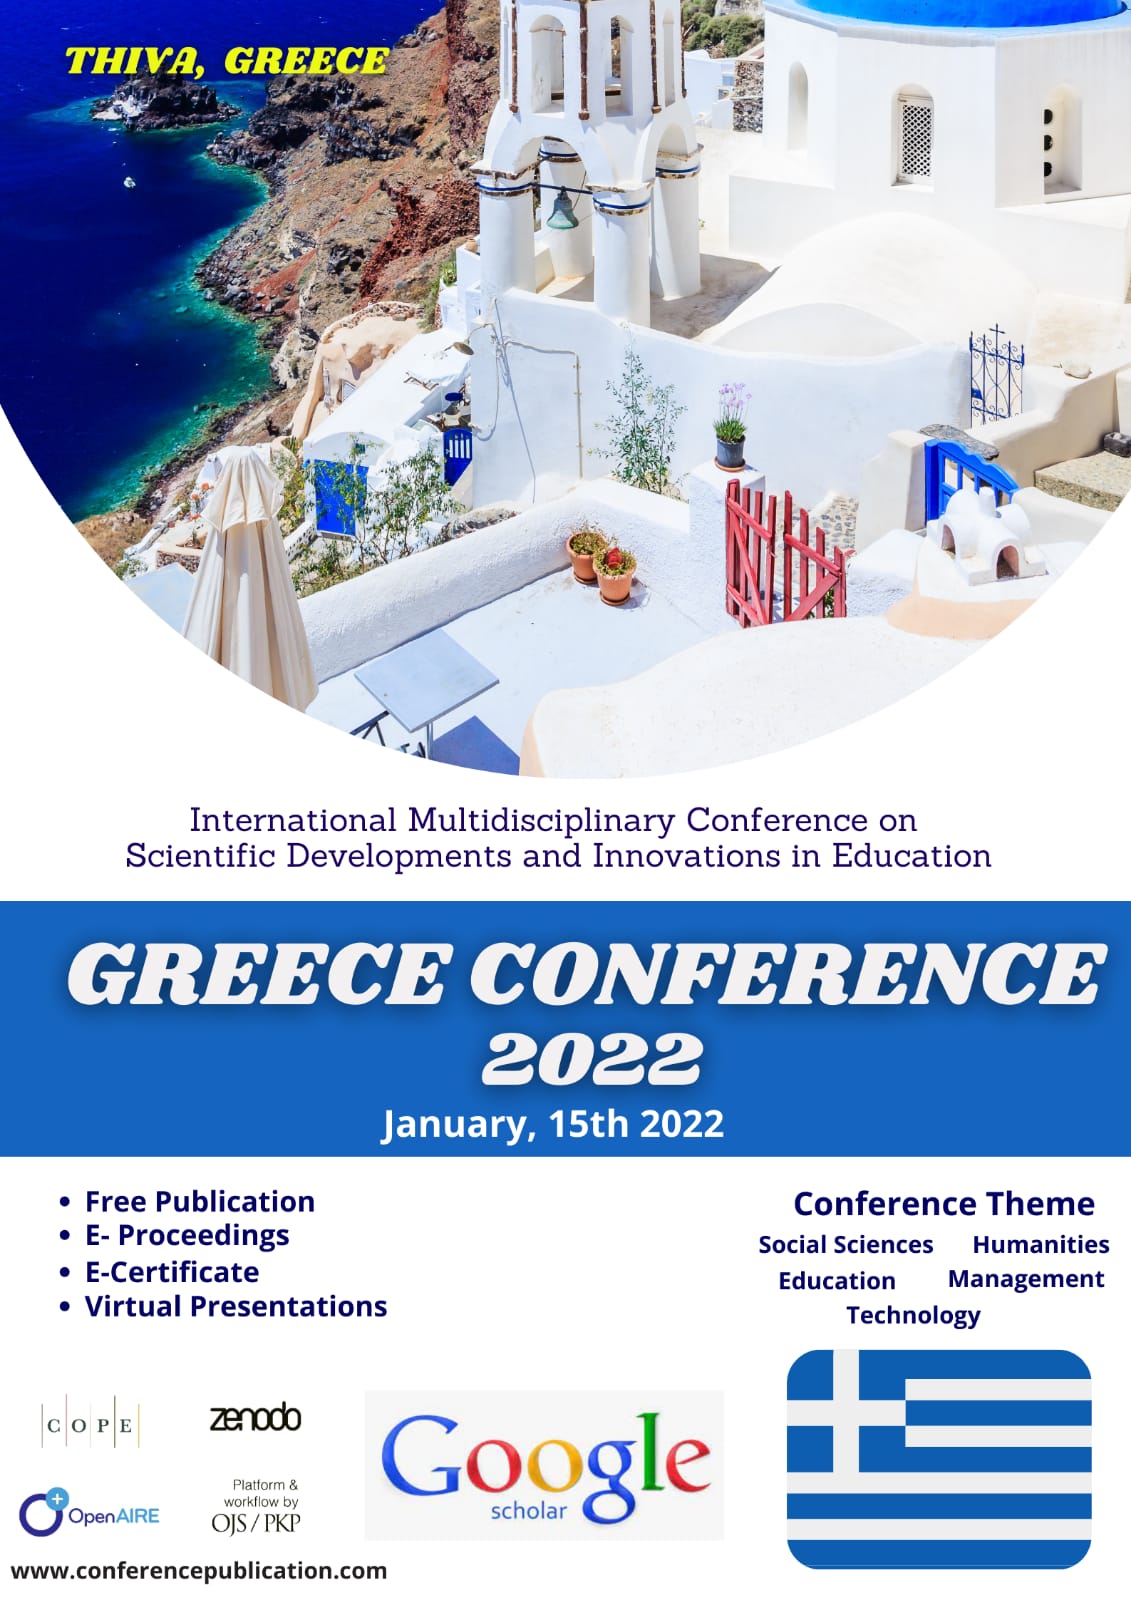 THIVA, GREECE
International Multidisciplinary Conference on
Scientific Developments and Innovations in Education
GREECE CONFERENCE
2022
January, 15th 2022
• Free Publication
• E- Proceedings
• E-Certificate
• Virtual Presentations
Conference Theme
Social Sciences Humanities
Education Management
Technology
COPE
zenodo
OpenAIRE
Platform &
workflow by
OJS / PKP
Google
scholar
www.conferencepublication.com